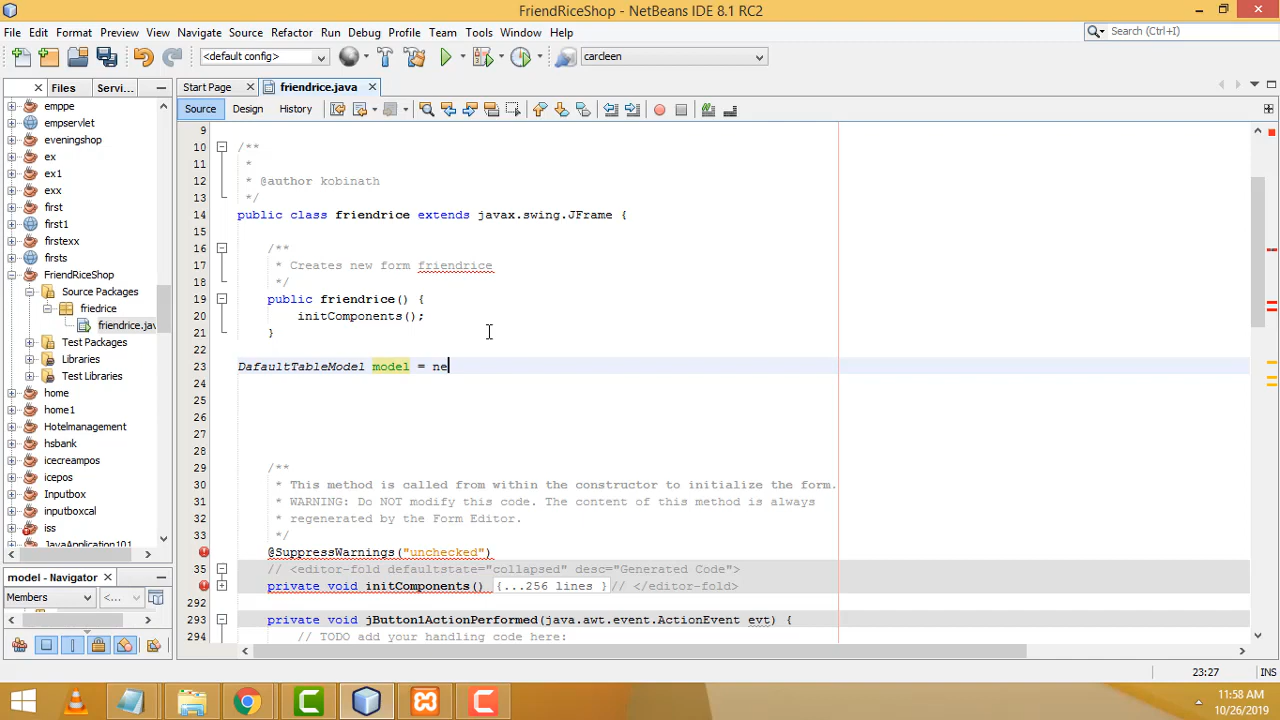 FriendRiceShop - NetBeans IDE 8.1 RC2
File Edit Format Preview View Navigate Source Refactor Run Debug Profile Team Tools Window Help
Search (Ctrl+I)
<default config>
cardeen
Files Servi...
Start Page friendrice.java
Source Design History
emppe
empservlet
eveningshop
ex
ex1
exx
first
first1
firstexx
firsts
FriendRiceShop
Source Packages
friedrice
friendrice.jav
Test Packages
Libraries
Test Libraries
home
home1
Hotelmanagement
hsbank
icecreampos
icepos
Inputbox
inputboxcal
iss
JavaApplication101
model - Navigator
Members <...
9
10 /**
11 *
12 * @author kobinath
13 */
14 public class friendrice extends javax.swing.JFrame {
15
16 /**
17 * Creates new form friendrice
18 */
19 public friendrice() {
20 initComponents();
21 }
22
23 DafaultTableModel model = ne
24
25
26
27
28
29 /**
30 * This method is called from within the constructor to initialize the form.
31 * WARNING: Do NOT modify this code. The content of this method is always
32 * regenerated by the Form Editor.
33 */
@SuppressWarnings("unchecked")
35 // <editor-fold defaultstate="collapsed" desc="Generated Code">
private void initComponents() {...256 lines }// </editor-fold>
292
293 private void jButton1ActionPerformed(java.awt.event.ActionEvent evt) {
294 // TODO add your handling code here:
23:27 INS
11:58 AM
10/26/2019